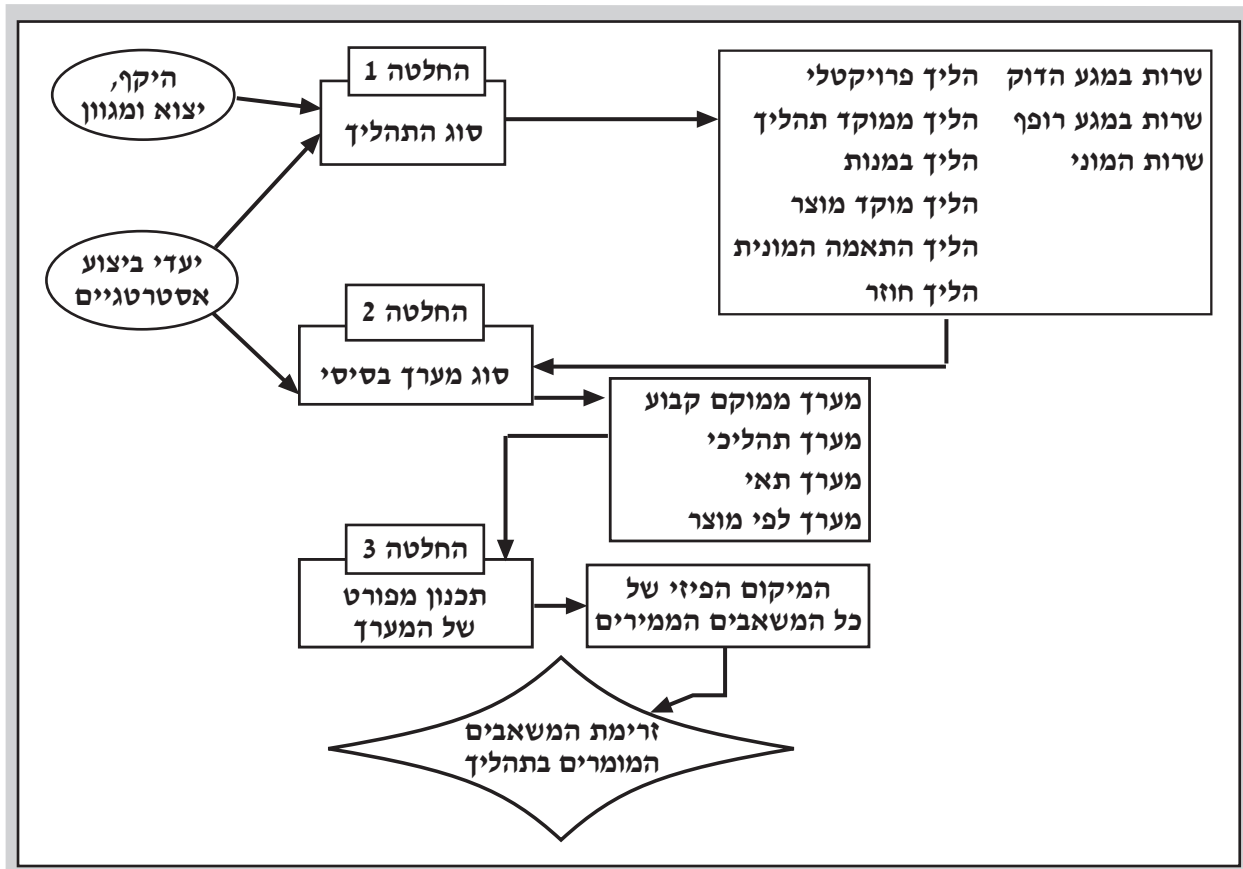 היקף,
יצוא ומגוון
החלטה 1
סוג התהליך
שרות במגע הדוק
שרות במגע רופף
שרות המוני
הליך פרויקטלי
הליך ממוקד תהליך
הליך במנות
הליך מוקד מוצר
הליך התאמה המונית
הליך חוזר
יעדי ביצוע
אסטרטגיים
החלטה 2
סוג מערך בסיסי
מערך ממוקם קבוע
מערך תהליכי
מערך תאי
מערך לפי מוצר
החלטה 3
תכנון מפורט
של המערך
המיקום הפיזי של
כל המשאבים הממירים
זרימת המשאבים
המומרים בתהליך